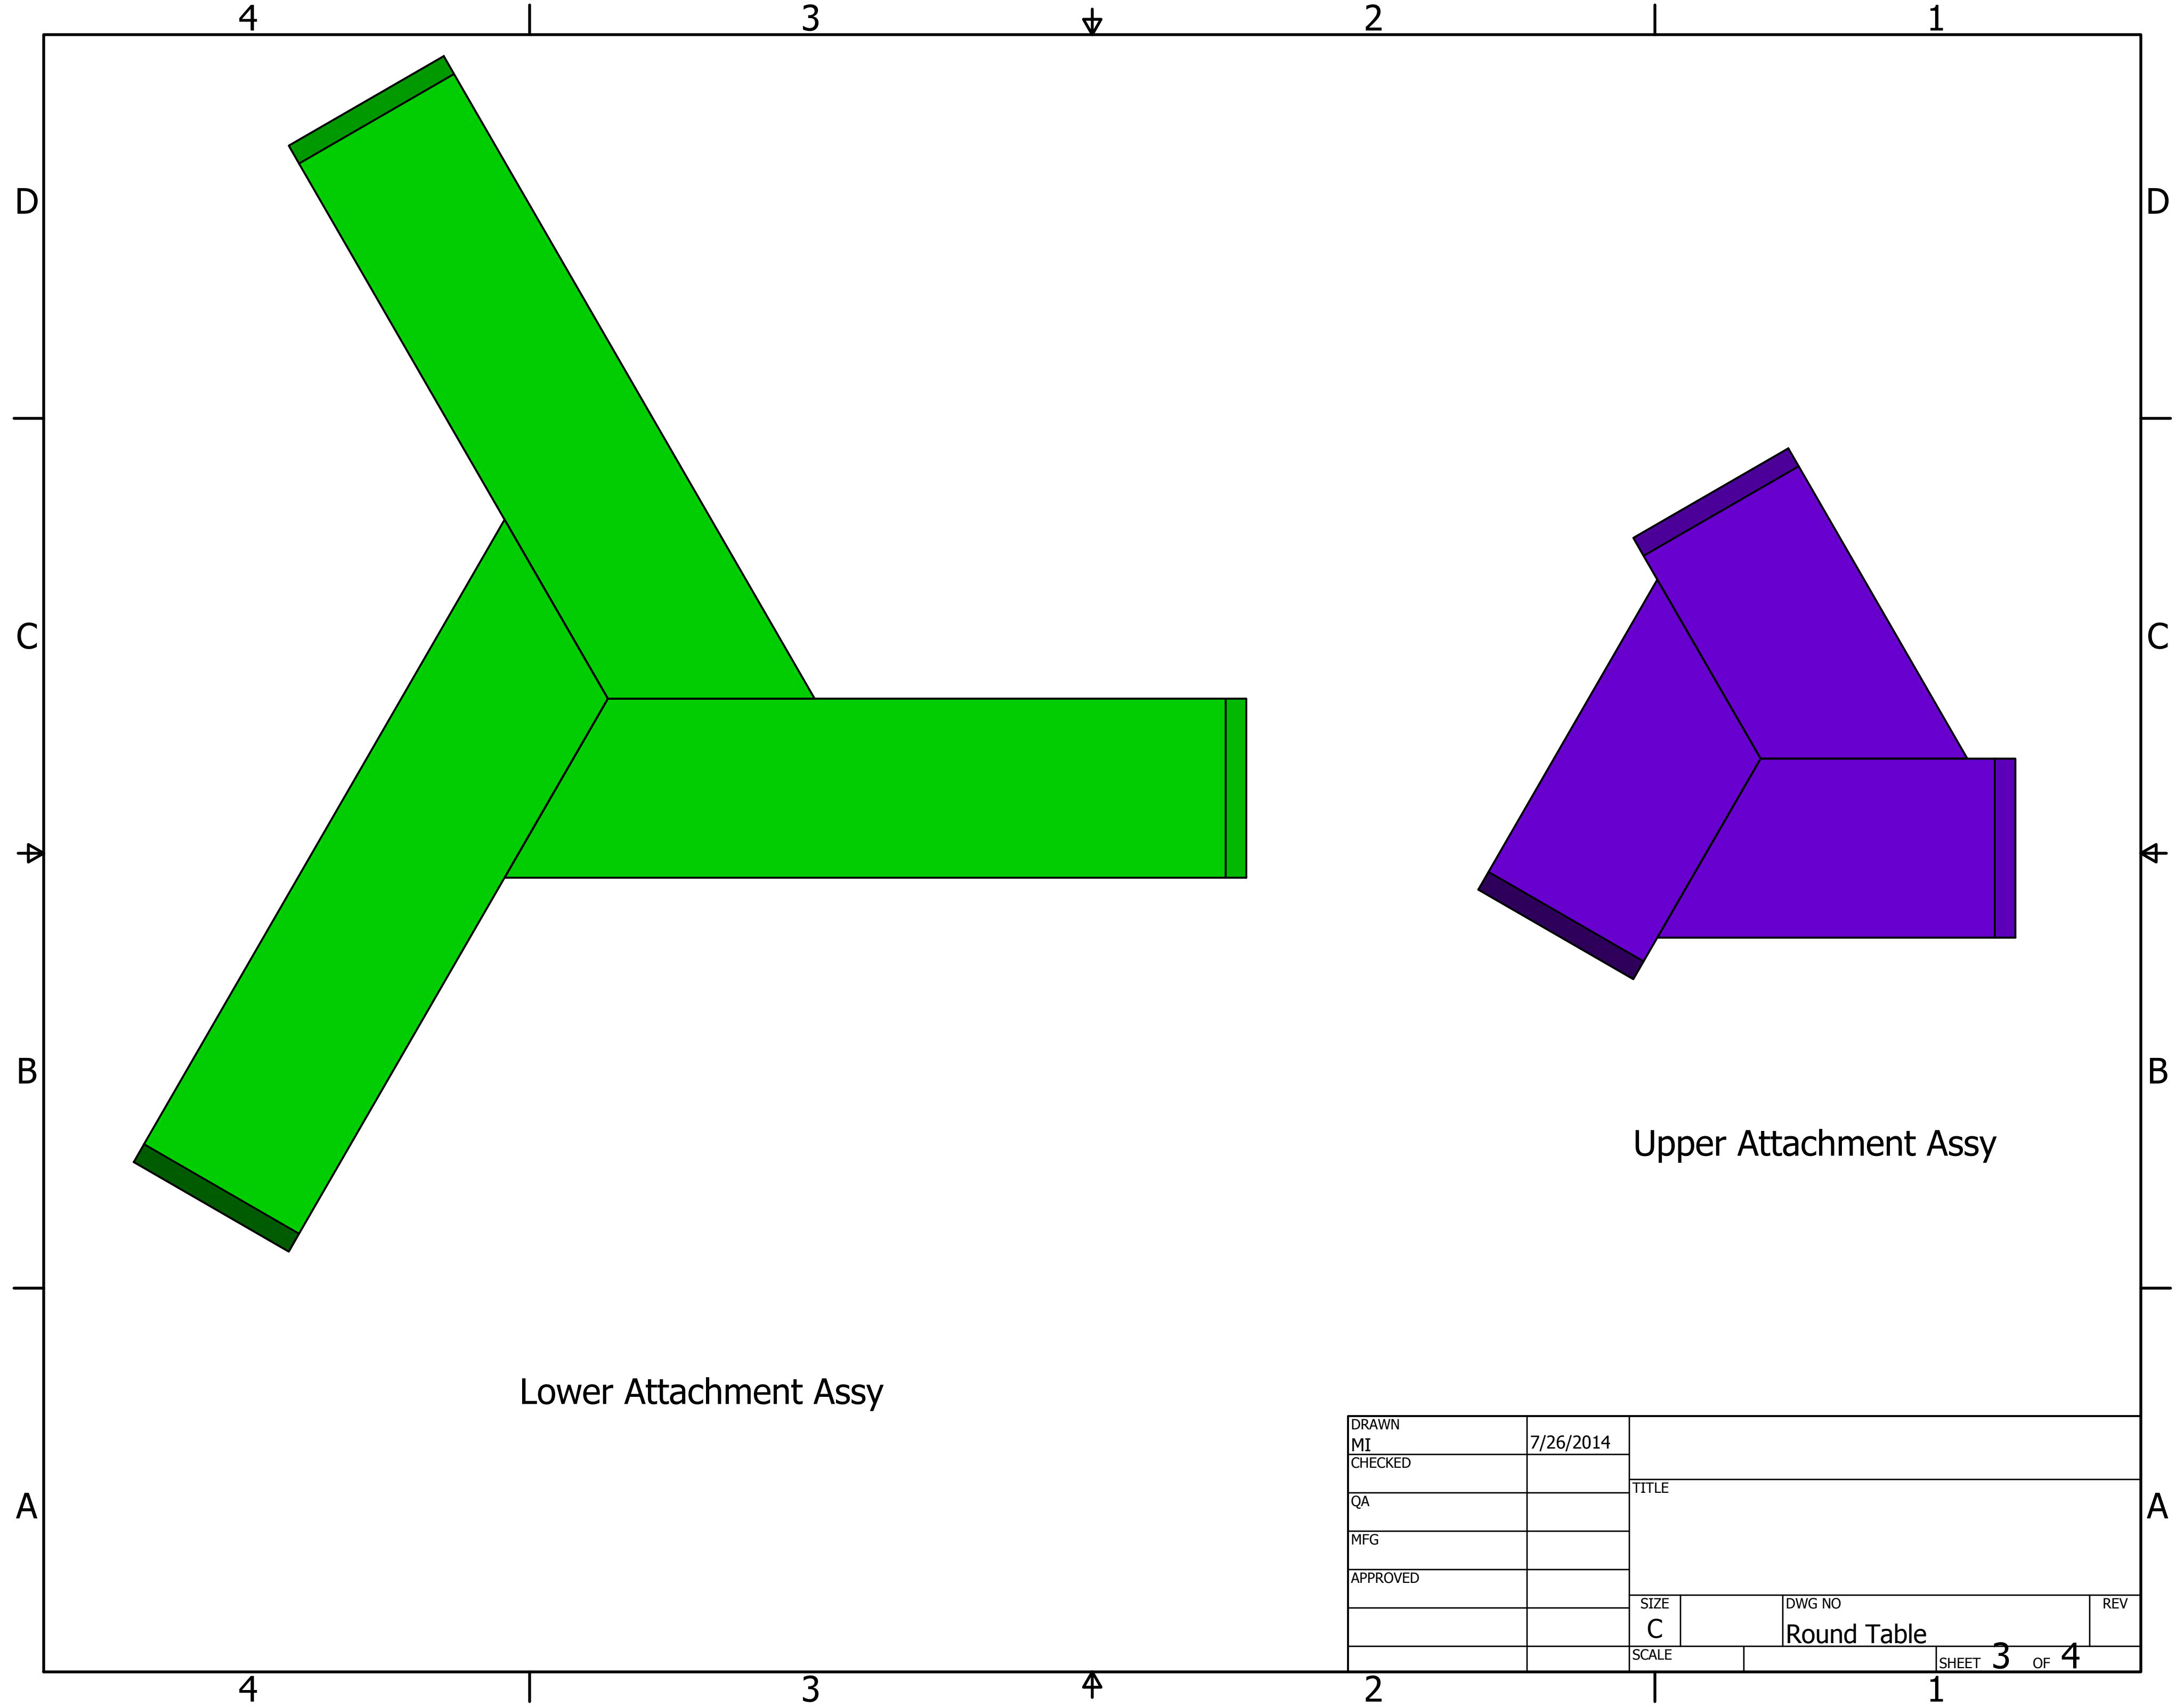 4 3 2 1
D D
C C
B B
Upper Attachment Assy
Lower Attachment Assy
DRAWN
MI 7/26/2014
CHECKED
TITLE
QA
A A
MFG
APPROVED
SIZE DWG NO REV
C Round Table
SCALE SHEET 3 OF 4
4 3 2 1